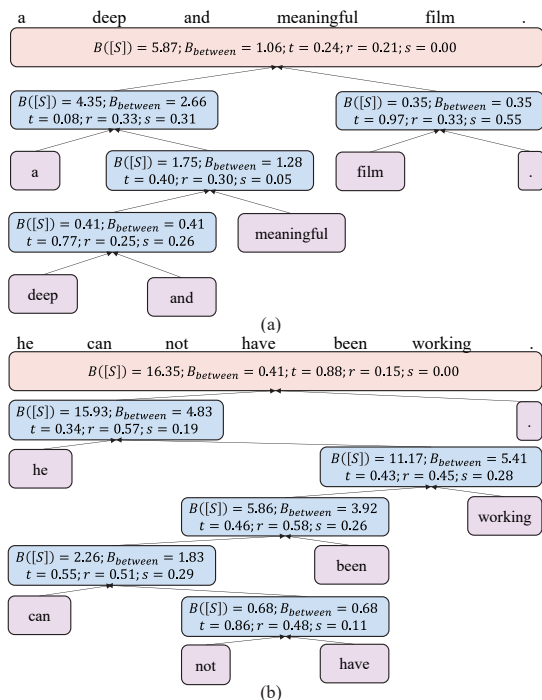 a deep and meaningful film .
B([S]) = 5.87; B_between = 1.06; t = 0.24; r = 0.21; s = 0.00
B([S]) = 4.35; B_between = 2.66
t = 0.08; r = 0.33; s = 0.31
B([S]) = 0.35; B_between = 0.35
t = 0.97; r = 0.33; s = 0.55
a
B([S]) = 1.75; B_between = 1.28
t = 0.40; r = 0.30; s = 0.05
film
.
B([S]) = 0.41; B_between = 0.41
t = 0.77; r = 0.25; s = 0.26
meaningful
deep
and
(a)
he can not have been working .
B([S]) = 16.35; B_between = 0.41; t = 0.88; r = 0.15; s = 0.00
B([S]) = 15.93; B_between = 4.83
t = 0.34; r = 0.57; s = 0.19
.
he
B([S]) = 11.17; B_between = 5.41
t = 0.43; r = 0.45; s = 0.28
B([S]) = 5.86; B_between = 3.92
t = 0.46; r = 0.58; s = 0.26
working
B([S]) = 2.26; B_between = 1.83
t = 0.55; r = 0.51; s = 0.29
been
can
B([S]) = 0.68; B_between = 0.68
t = 0.86; r = 0.48; s = 0.11
not
have
(b)